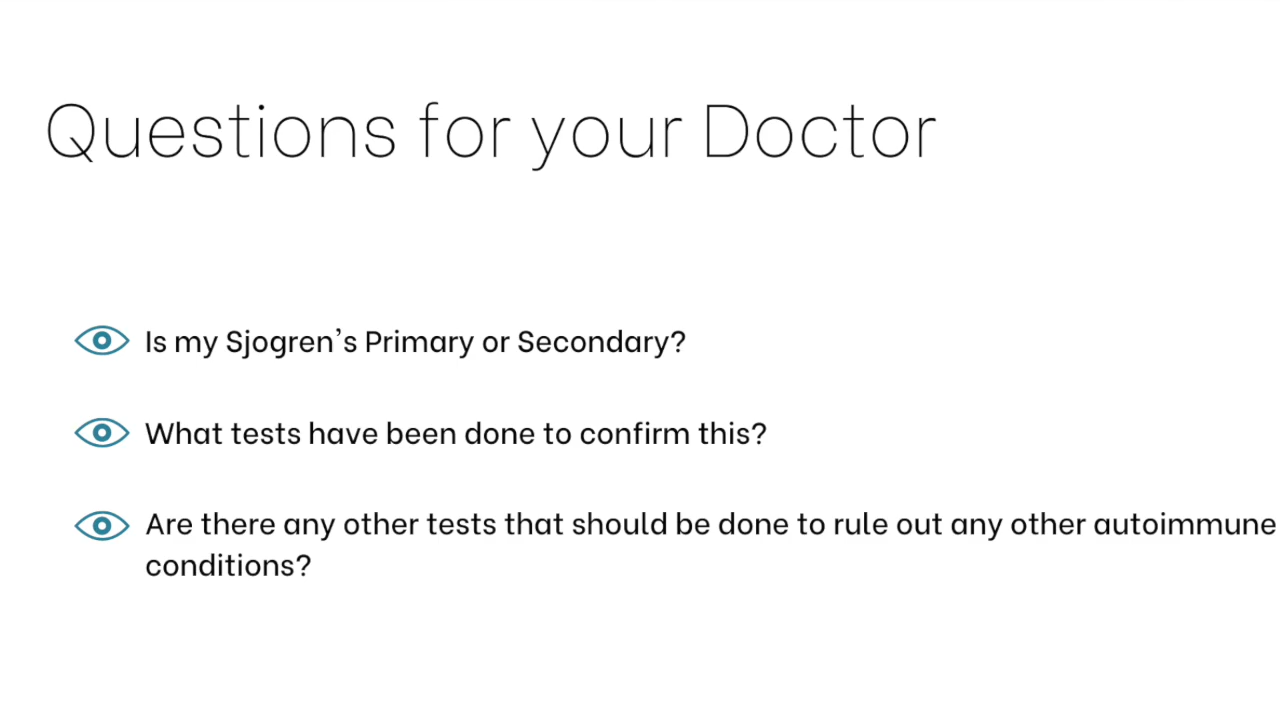 Questions for your Doctor
Is my Sjogren's Primary or Secondary?
What tests have been done to confirm this?
Are there any other tests that should be done to rule out any other autoimmune
conditions?